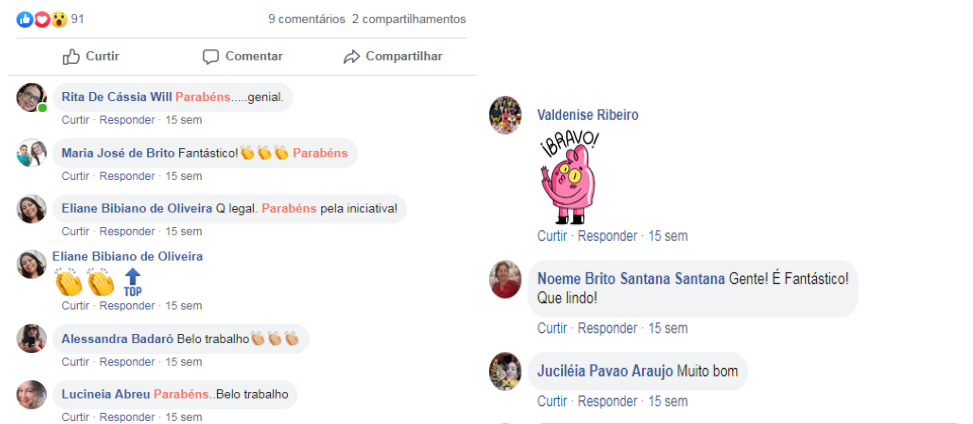 91
9 comentários 2 compartilhamentos
Curtir Comentar Compartilhar
Rita De Cássia Will Parabéns.....genial.
Curtir · Responder · 15 sem
Maria José de Brito Fantástico!👏👏👏 Parabéns
Curtir · Responder · 15 sem
Eliane Bibiano de Oliveira Q legal. Parabéns pela iniciativa!
Curtir · Responder · 15 sem
Eliane Bibiano de Oliveira
👏👏🔝
Curtir · Responder · 15 sem
Alessandra Badaró Belo trabalho👏🏼👏🏼👏🏼
Curtir · Responder · 15 sem
Lucineia Abreu Parabéns..Belo trabalho
Curtir · Responder · 15 sem
Valdenise Ribeiro
¡BRAVO!
Curtir · Responder · 15 sem
Noeme Brito Santana Santana Gente! É Fantástico!
Que lindo!
Curtir · Responder · 15 sem
Juciléia Pavao Araujo Muito bom
Curtir · Responder · 15 sem